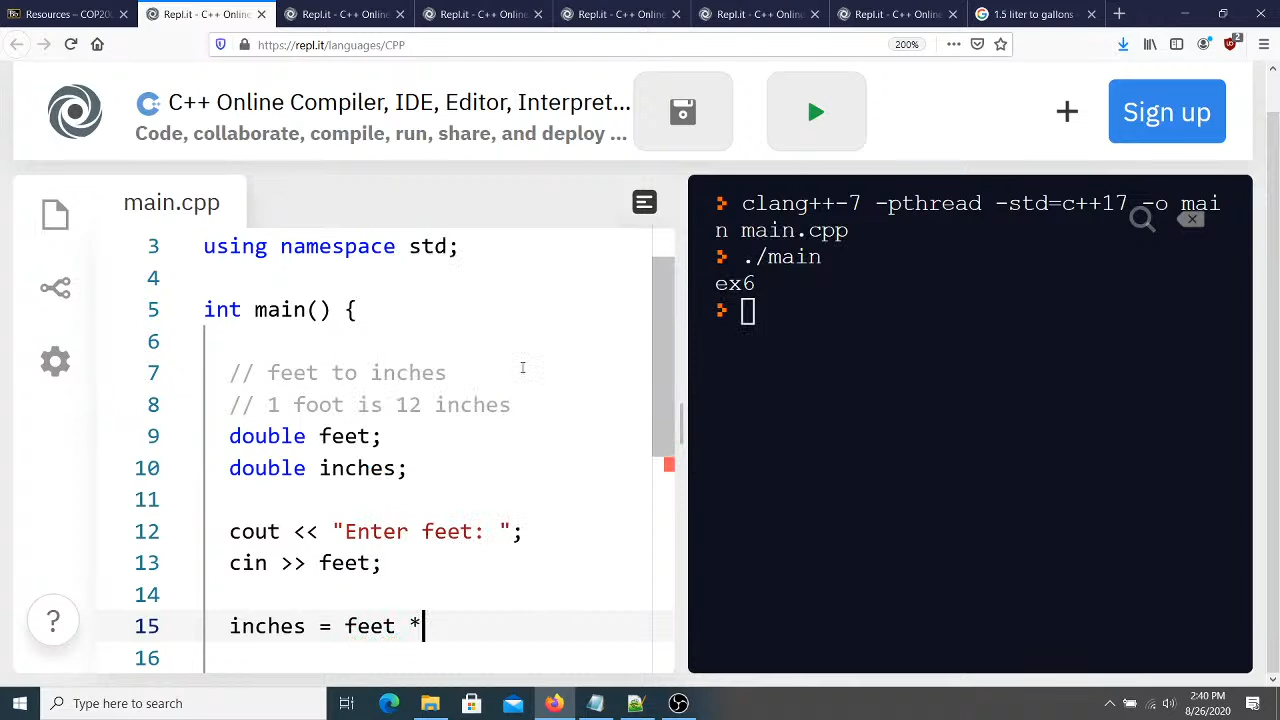 Resources — COP20
Repl.it - C++ Online
Repl.it - C++ Online
Repl.it - C++ Online
Repl.it - C++ Online
Repl.it - C++ Online
Repl.it - C++ Online
1.5 liter to gallons
https://repl.it/languages/CPP
200%
2
C++ Online Compiler, IDE, Editor, Interpret...
Code, collaborate, compile, run, share, and deploy ...
Sign up
main.cpp
3 using namespace std;
4
5 int main() {
6
7 // feet to inches
8 // 1 foot is 12 inches
9 double feet;
10 double inches;
11
12 cout << "Enter feet: ";
13 cin >> feet;
14
15 inches = feet *
16
clang++-7 -pthread -std=c++17 -o mai
n main.cpp
./main
ex6
?
Type here to search
2:40 PM
8/26/2020